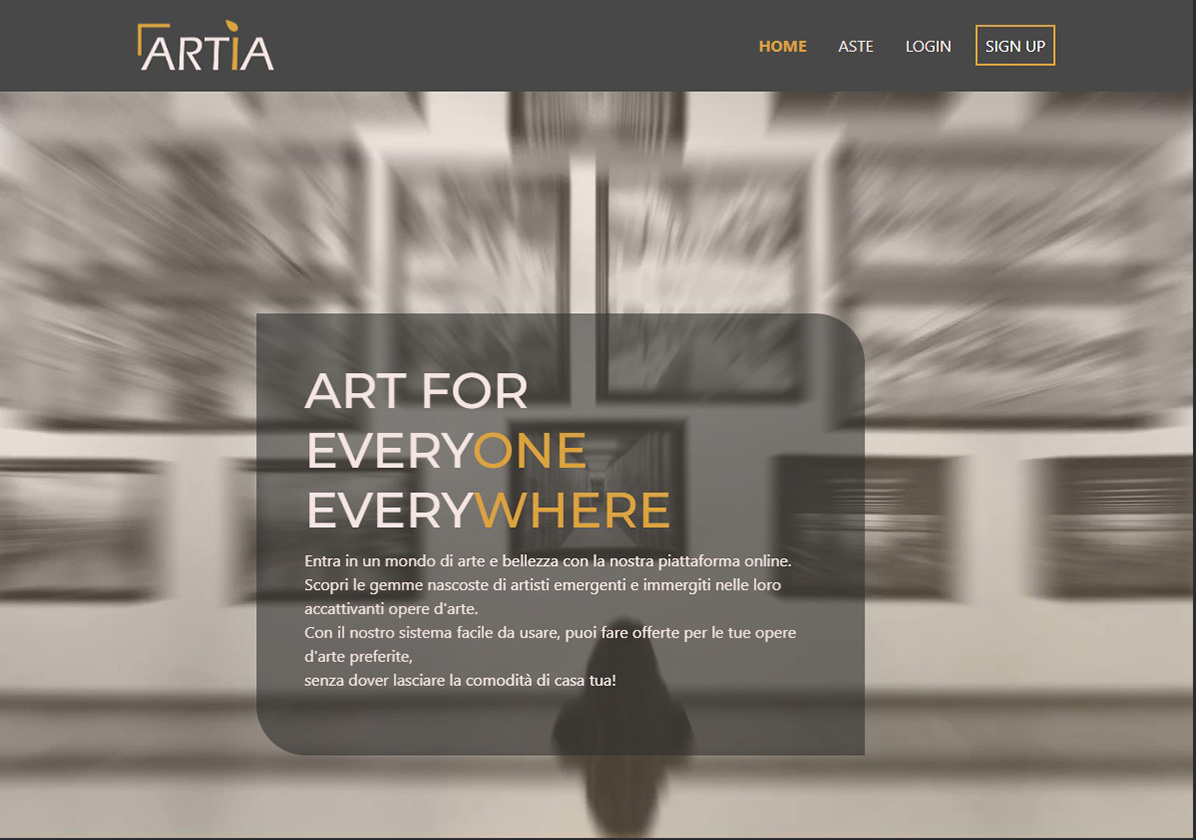 ARTIA
HOME ASTE LOGIN SIGN UP
ART FOR
EVERYONE
EVERYWHERE
Entra in un mondo di arte e bellezza con la nostra piattaforma online.
Scopri le gemme nascoste di artisti emergenti e immergiti nelle loro
accattivanti opere d'arte.
Con il nostro sistema facile da usare, puoi fare offerte per le tue opere
d'arte preferite,
senza dover lasciare la comodità di casa tua!